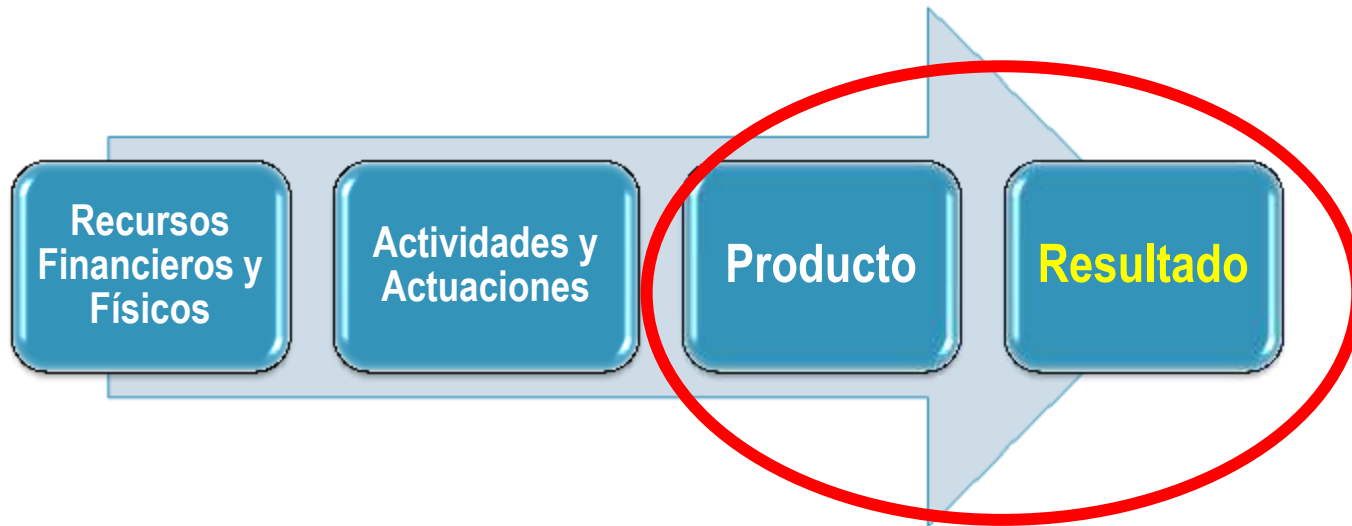 Recursos
Financieros y
Físicos
Actividades y
Actuaciones
Producto
Resultado